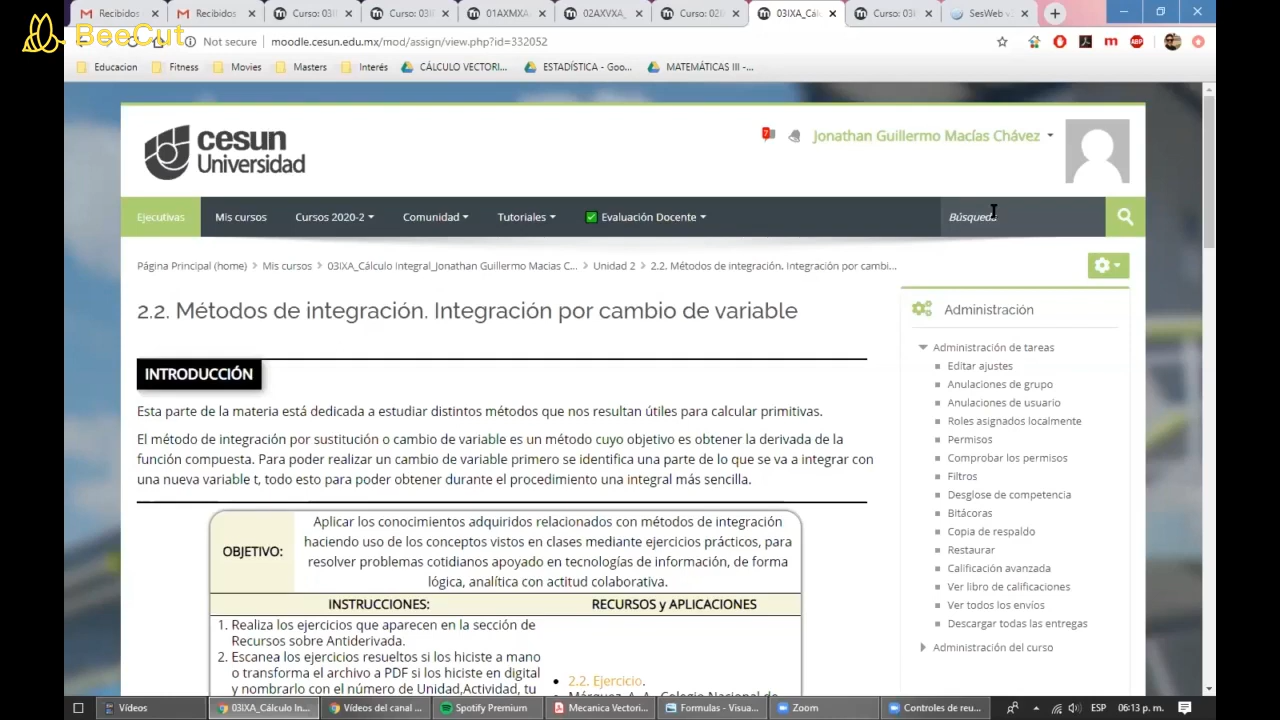 Recibidos
Recibidos
Curso: 03I
Curso: 03I
01AXMXA
02AXVXA_
Curso: 02I
03IXA_Cál
Curso: 03I
SesWeb v
BeeCut
Not secure
moodle.cesun.edu.mx/mod/assign/view.php?id=332052
Educacion
Fitness
Movies
Masters
Interés
CÁLCULO VECTORI...
ESTADÍSTICA - Goo...
MATEMÁTICAS III -...
cesun
Universidad
7
Jonathan Guillermo Macías Chávez
Ejecutivas
Mis cursos
Cursos 2020-2
Comunidad
Tutoriales
Evaluación Docente
Búsqueda
Página Principal (home)
Mis cursos
03IXA_Cálculo Integral_Jonathan Guillermo Macias C...
Unidad 2
2.2. Métodos de integración. Integración por cambi...
2.2. Métodos de integración. Integración por cambio de variable
INTRODUCCIÓN
Esta parte de la materia está dedicada a estudiar distintos métodos que nos resultan útiles para calcular primitivas.
El método de integración por sustitución o cambio de variable es un método cuyo objetivo es obtener la derivada de la
función compuesta. Para poder realizar un cambio de variable primero se identifica una parte de lo que se va a integrar con
una nueva variable t, todo esto para poder obtener durante el procedimiento una integral más sencilla.
OBJETIVO:
Aplicar los conocimientos adquiridos relacionados con métodos de integración
haciendo uso de los conceptos vistos en clases mediante ejercicios prácticos, para
resolver problemas cotidianos apoyado en tecnologías de información, de forma
lógica, analítica con actitud colaborativa.
INSTRUCCIONES:
RECURSOS y APLICACIONES
1. Realiza los ejercicios que aparecen en la sección de
Recursos sobre Antiderivada.
2. Escanea los ejercicios resueltos si los hiciste a mano
o transforma el archivo a PDF si los hiciste en digital
y nombrarlo con el número de Unidad,Actividad, tu
2.2. Ejercicio.
Márquez, A. A., Colegio Nacional de
Administración
Administración de tareas
Editar ajustes
Anulaciones de grupo
Anulaciones de usuario
Roles asignados localmente
Permisos
Comprobar los permisos
Filtros
Desglose de competencia
Bitácoras
Copia de respaldo
Restaurar
Calificación avanzada
Ver libro de calificaciones
Ver todos los envíos
Descargar todas las entregas
Administración del curso
Vídeos
03IXA_Cálculo In...
Vídeos del canal ...
Spotify Premium
Mecanica Vectori...
Formulas - Visua...
Zoom
Controles de reu...
ESP
06:13 p. m.